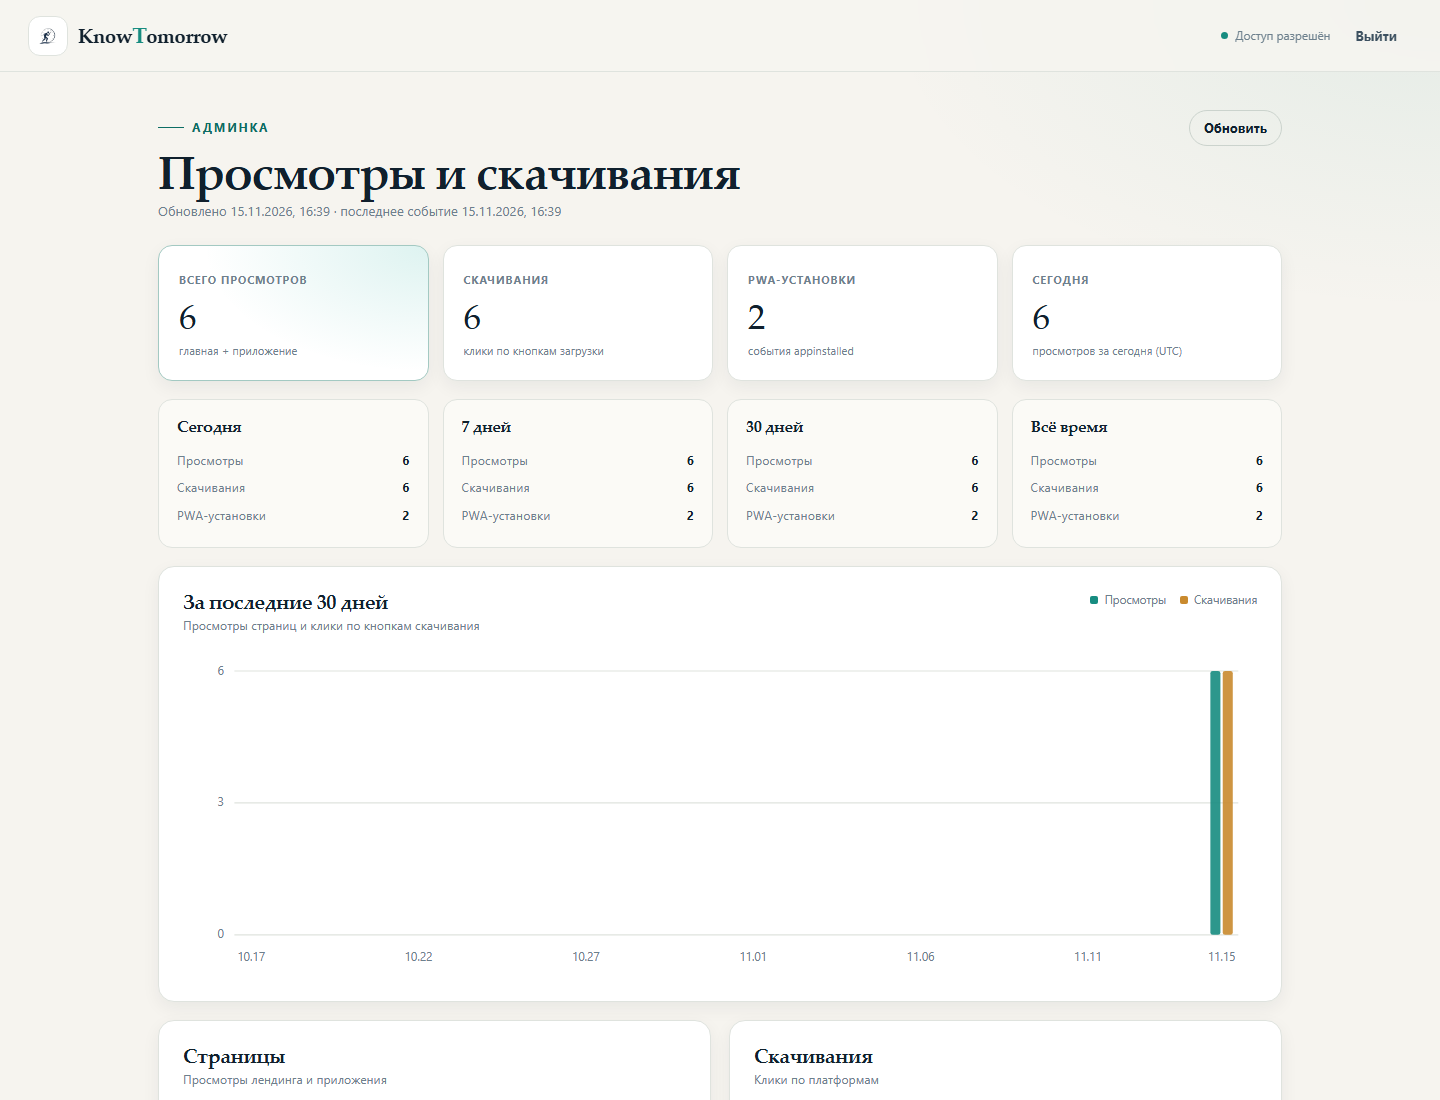 KnowTomorrow
Доступ разрешён
Выйти
АДМИНКА
Обновить
Просмотры и скачивания
Обновлено 15.11.2026, 16:39 · последнее событие 15.11.2026, 16:39
ВСЕГО ПРОСМОТРОВ
6
главная + приложение
СКАЧИВАНИЯ
6
клики по кнопкам загрузки
PWA-УСТАНОВКИ
2
события appinstalled
СЕГОДНЯ
6
просмотров за сегодня (UTC)
Сегодня
Просмотры 6
Скачивания 6
PWA-установки 2
7 дней
Просмотры 6
Скачивания 6
PWA-установки 2
30 дней
Просмотры 6
Скачивания 6
PWA-установки 2
Всё время
Просмотры 6
Скачивания 6
PWA-установки 2
За последние 30 дней
Просмотры страниц и клики по кнопкам скачивания
Просмотры
Скачивания
6
3
0
10.17 10.22 10.27 11.01 11.06 11.11 11.15
Страницы
Просмотры лендинга и приложения
Скачивания
Клики по платформам